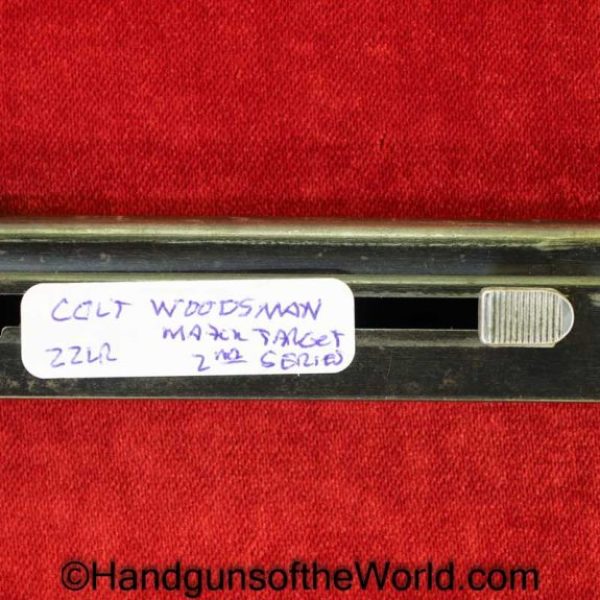 COLT WOODSMAN
MATCH TARGET
22LR 2ND SERIES
©HandgunsoftheWorld.com